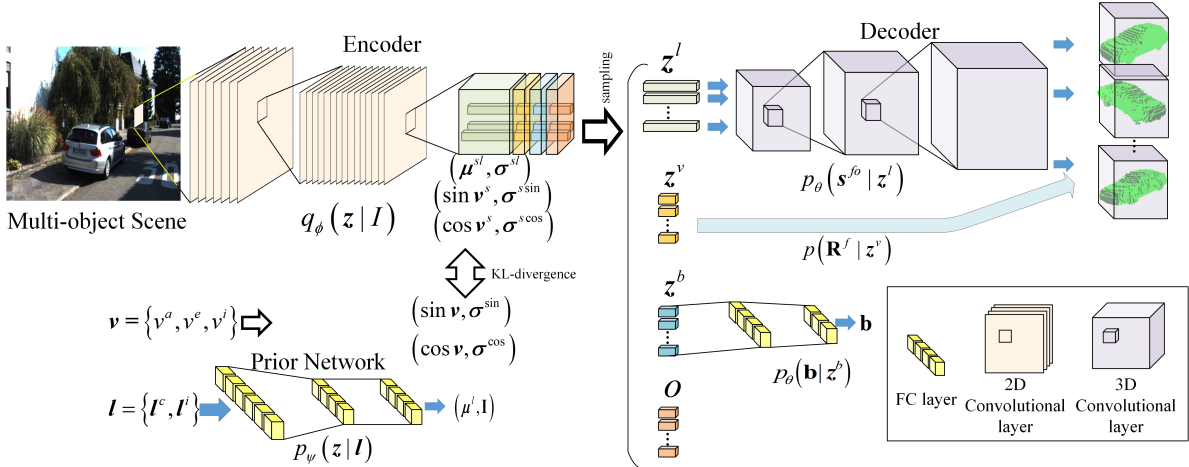 Encoder
Multi-object Scene
q_ϕ(z | I)
(μ^{sl}, σ^{sl})
(sin v^s, σ^{s sin})
(cos v^s, σ^{s cos})
KL-divergence
(sin v, σ^{sin})
(cos v, σ^{cos})
v = {v^a, v^e, v^i}
Prior Network
l = {l^c, l^i}
(μ^l, I)
p_ψ(z | l)
sampling
Decoder
z^l
p_θ(s^{fo} | z^l)
z^v
p(R^f | z^v)
z^b
b
p_θ(b | z^b)
o
FC layer
2D
Convolutional
layer
3D
Convolutional
layer